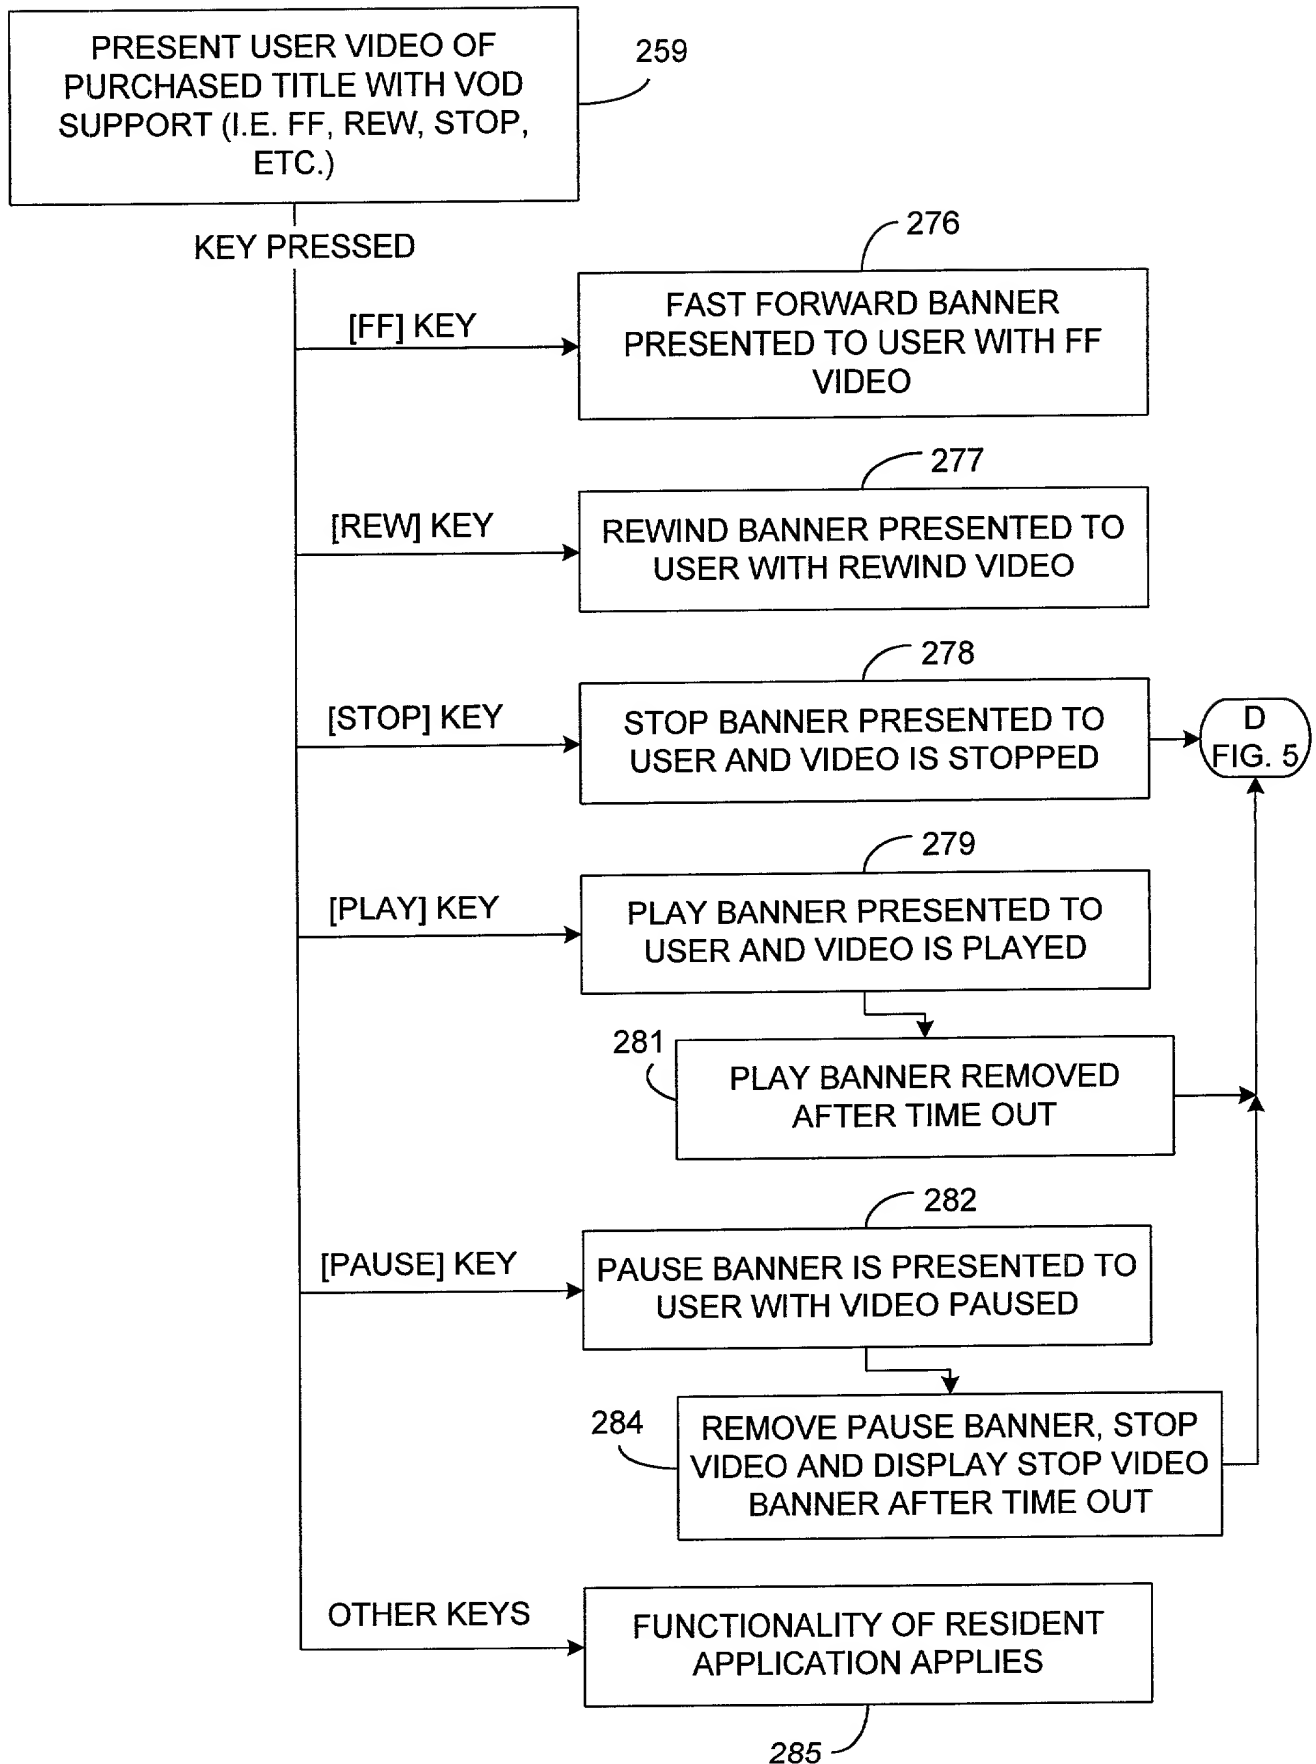 PRESENT USER VIDEO OF
PURCHASED TITLE WITH VOD
SUPPORT (I.E. FF, REW, STOP,
ETC.)
259
KEY PRESSED
276
[FF] KEY
FAST FORWARD BANNER
PRESENTED TO USER WITH FF
VIDEO
277
[REW] KEY
REWIND BANNER PRESENTED TO
USER WITH REWIND VIDEO
278
[STOP] KEY
STOP BANNER PRESENTED TO
USER AND VIDEO IS STOPPED
D
FIG. 5
279
[PLAY] KEY
PLAY BANNER PRESENTED TO
USER AND VIDEO IS PLAYED
281
PLAY BANNER REMOVED
AFTER TIME OUT
282
[PAUSE] KEY
PAUSE BANNER IS PRESENTED TO
USER WITH VIDEO PAUSED
284
REMOVE PAUSE BANNER, STOP
VIDEO AND DISPLAY STOP VIDEO
BANNER AFTER TIME OUT
OTHER KEYS
FUNCTIONALITY OF RESIDENT
APPLICATION APPLIES
285